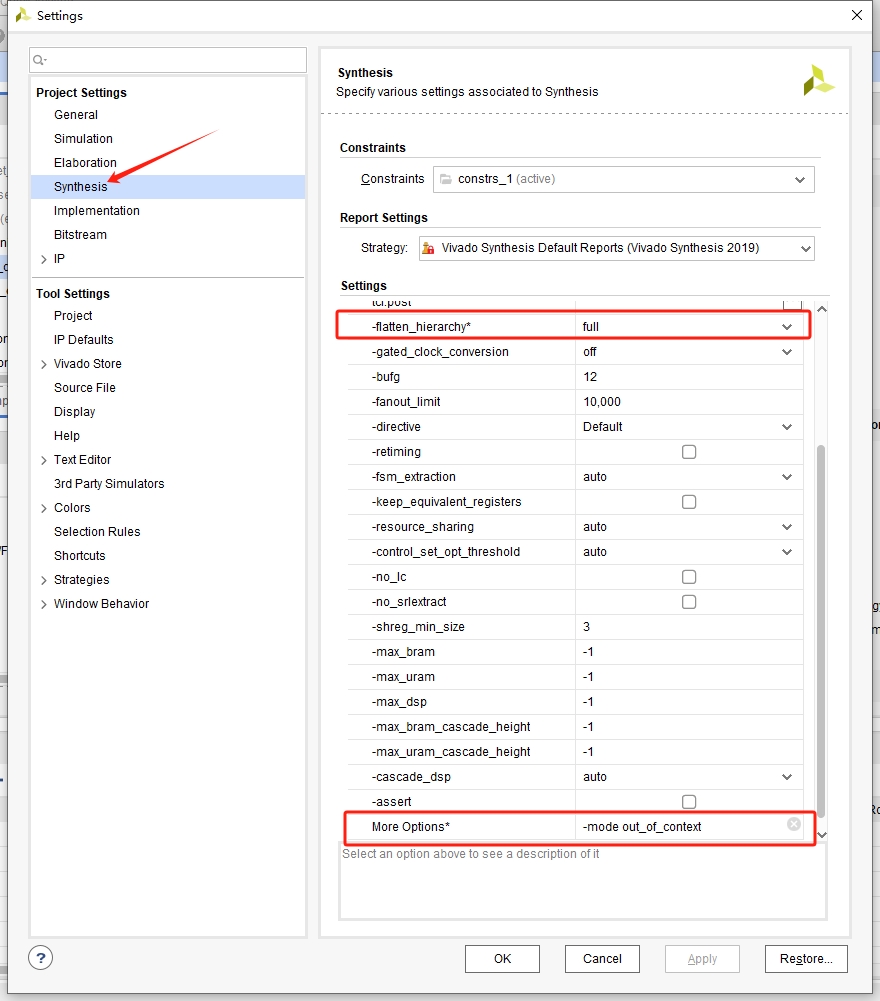 Settings
Project Settings
General
Simulation
Elaboration
Synthesis
Implementation
Bitstream
IP
Tool Settings
Project
IP Defaults
Vivado Store
Source File
Display
Help
Text Editor
3rd Party Simulators
Colors
Selection Rules
Shortcuts
Strategies
Window Behavior
Synthesis
Specify various settings associated to Synthesis
Constraints
Constraints constrs_1 (active)
Report Settings
Strategy: Vivado Synthesis Default Reports (Vivado Synthesis 2019)
Settings
tcl.post
-flatten_hierarchy* full
-gated_clock_conversion off
-bufg 12
-fanout_limit 10,000
-directive Default
-retiming
-fsm_extraction auto
-keep_equivalent_registers
-resource_sharing auto
-control_set_opt_threshold auto
-no_lc
-no_srlextract
-shreg_min_size 3
-max_bram -1
-max_uram -1
-max_dsp -1
-max_bram_cascade_height -1
-max_uram_cascade_height -1
-cascade_dsp auto
-assert
More Options* -mode out_of_context
Select an option above to see a description of it
?
OK Cancel Apply Restore...